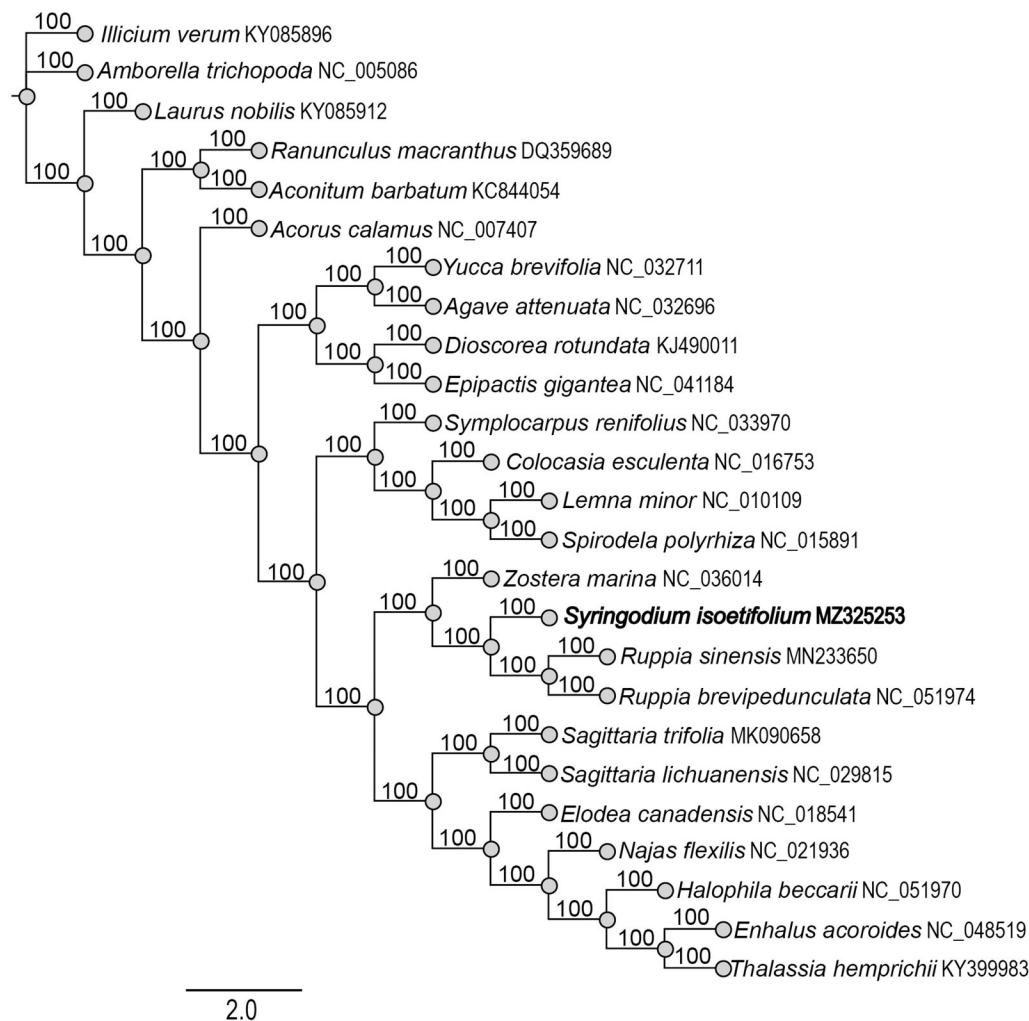 100
Illicium verum KY085896
100
Amborella trichopoda NC_005086
100
Laurus nobilis KY085912
100
100
Ranunculus macranthus DQ359689
100
100
100
Aconitum barbatum KC844054
100
Acorus calamus NC_007407
100
100
Yucca brevifolia NC_032711
100
100
Agave attenuata NC_032696
100
100
100
Dioscorea rotundata KJ490011
100
100
Epipactis gigantea NC_041184
100
Symplocarpus renifolius NC_033970
100
100
100
Colocasia esculenta NC_016753
100
100
Lemna minor NC_010109
100
100
Spirodela polyrhiza NC_015891
100
100
Zostera marina NC_036014
100
Syringodium isoetifolium MZ325253
100
100
Ruppia sinensis MN233650
100
100
Ruppia brevipedunculata NC_051974
100
100
Sagittaria trifolia MK090658
100
100
Sagittaria lichuanensis NC_029815
100
100
Elodea canadensis NC_018541
100
100
Najas flexilis NC_021936
100
100
Halophila beccarii NC_051970
100
100
Enhalus acoroides NC_048519
100
100
Thalassia hemprichii KY399983
2.0